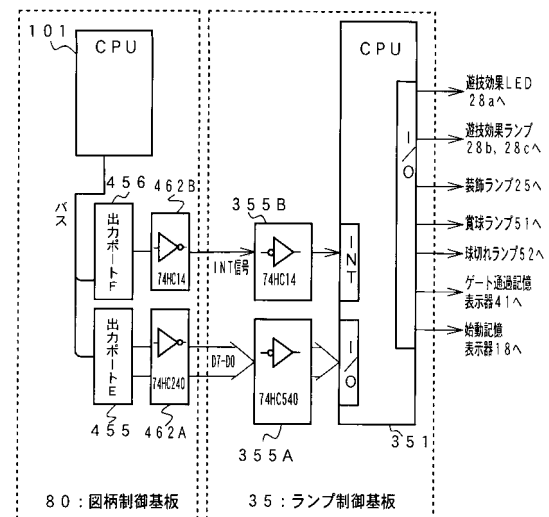 101
CPU
バス
456
出力ポートF
462B
74HC14
INT信号
出力ポートE
455
74HC240
462A
D7-D0
80:図柄制御基板
355B
74HC14
74HC540
355A
CPU
INT
I/O
I/O
351
35:ランプ制御基板
遊技効果LED
28aへ
遊技効果ランプ
28b, 28cへ
装飾ランプ25へ
賞球ランプ51へ
球切れランプ52へ
ゲート通過記憶
表示器41へ
始動記憶
表示器18へ